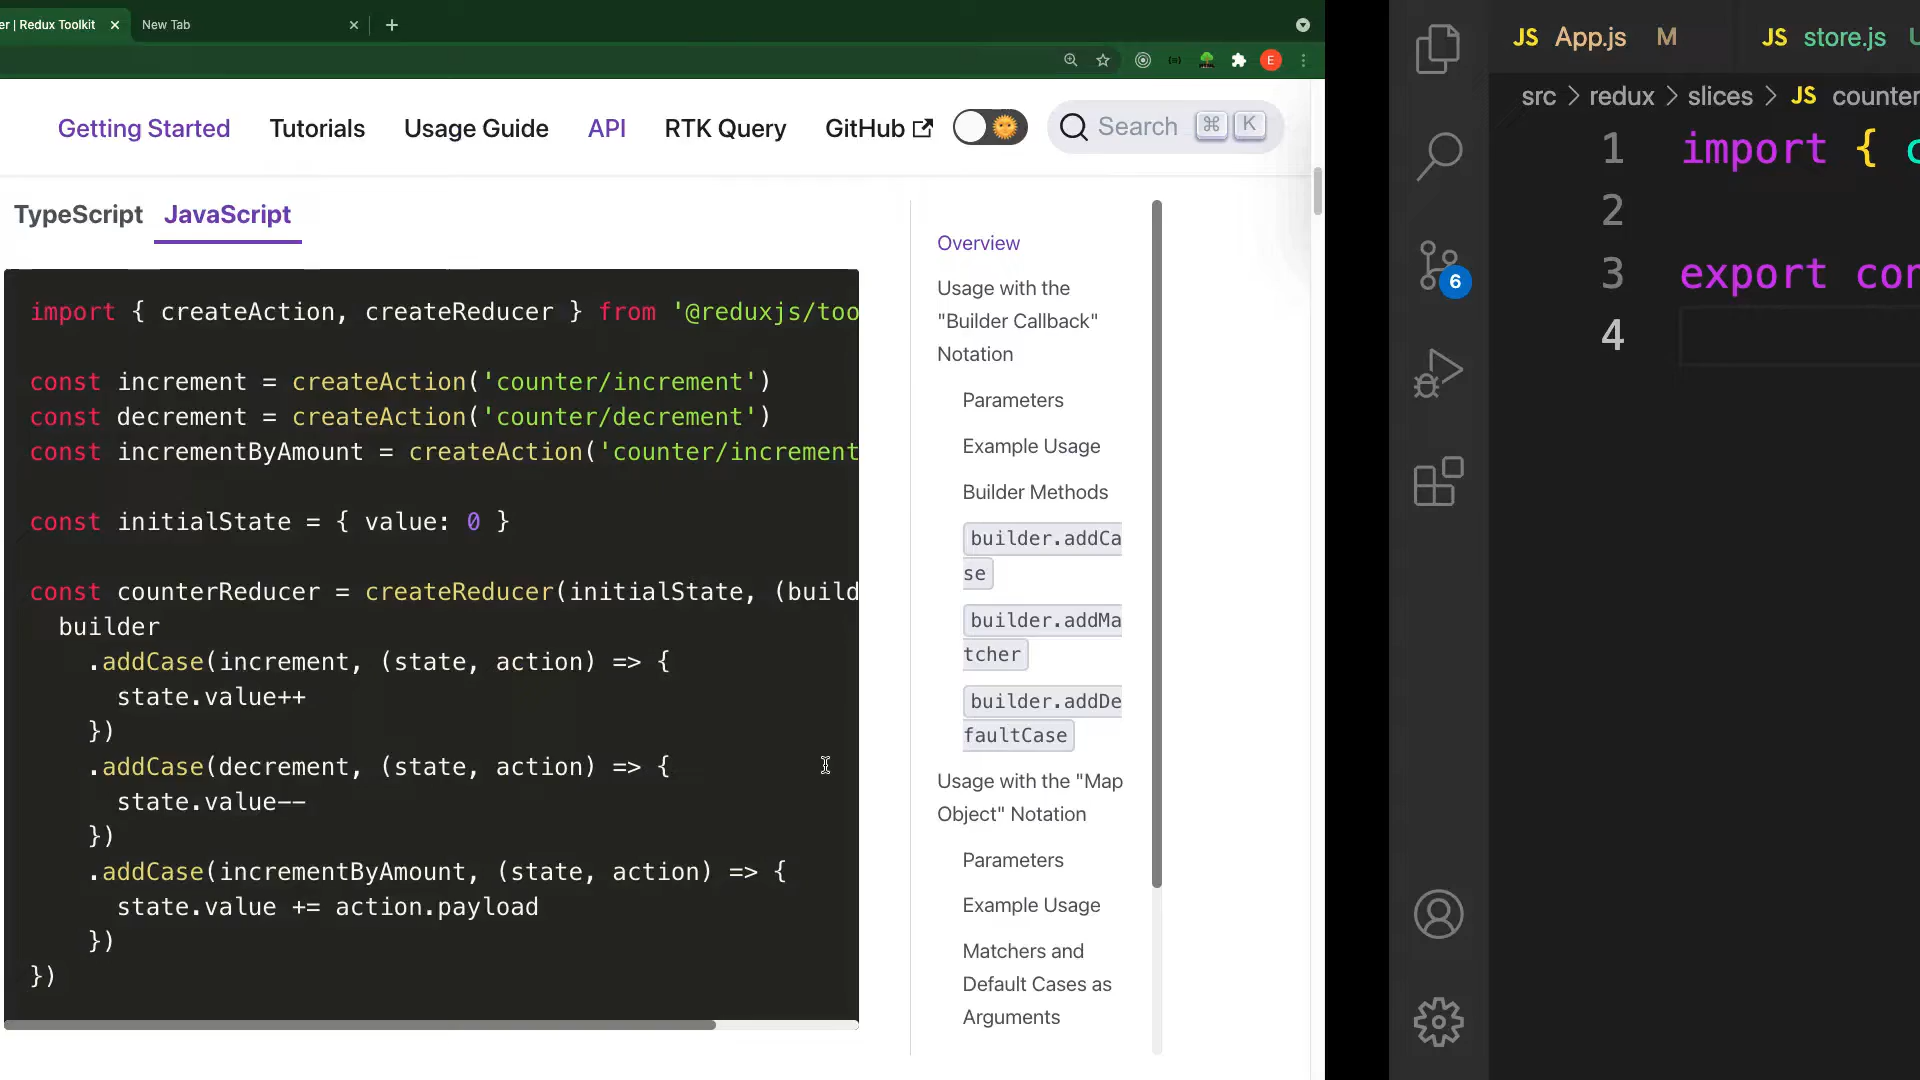 er | Redux Toolkit
New Tab
E
Getting Started Tutorials Usage Guide API RTK Query GitHub Search ⌘ K
TypeScript JavaScript
import { createAction, createReducer } from '@reduxjs/too
const increment = createAction('counter/increment')
const decrement = createAction('counter/decrement')
const incrementByAmount = createAction('counter/increment
const initialState = { value: 0 }
const counterReducer = createReducer(initialState, (build
builder
.addCase(increment, (state, action) => {
state.value++
})
.addCase(decrement, (state, action) => {
state.value--
})
.addCase(incrementByAmount, (state, action) => {
state.value += action.payload
})
})
Overview
Usage with the
"Builder Callback"
Notation
Parameters
Example Usage
Builder Methods
builder.addCa
se
builder.addMa
tcher
builder.addDe
faultCase
Usage with the "Map
Object" Notation
Parameters
Example Usage
Matchers and
Default Cases as
Arguments
6
JS App.js M JS store.js U
src > redux > slices > JS counter
1 import { c
2
3 export con
4